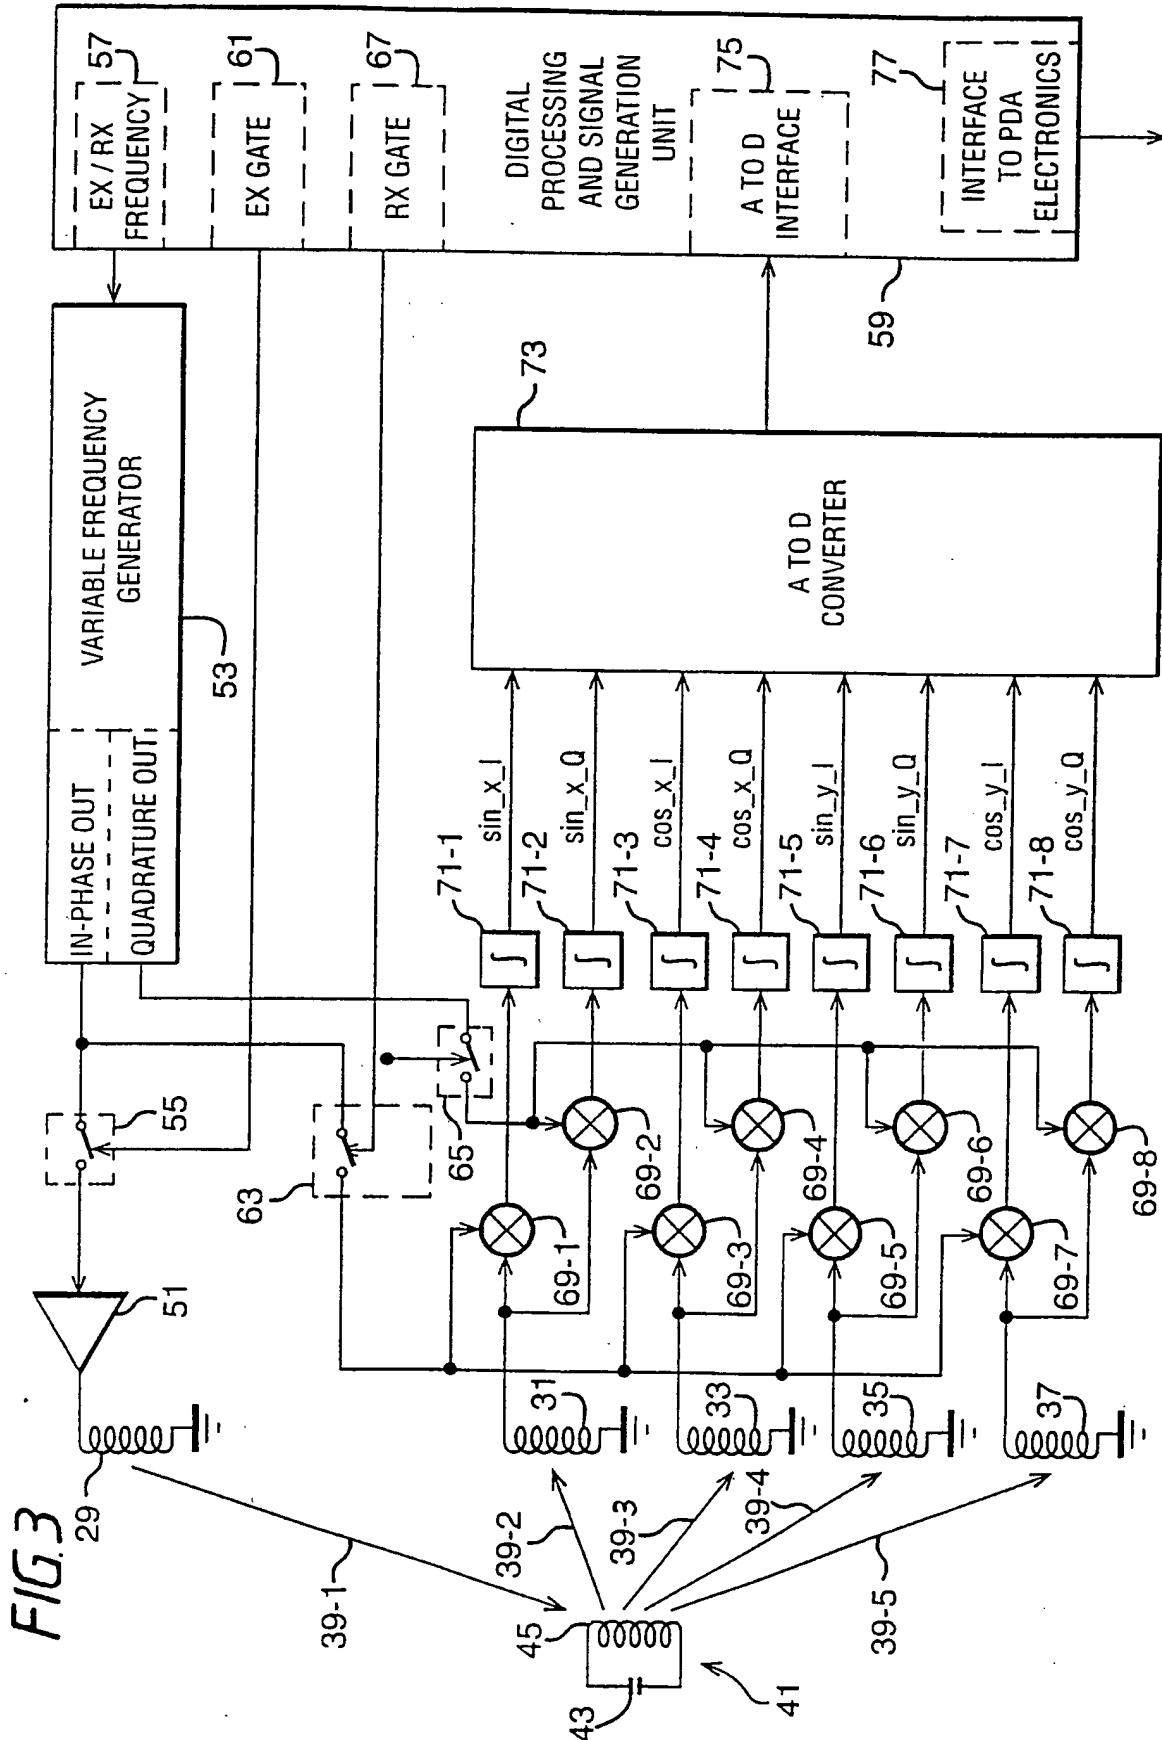 FIG.3
29
51
55
IN-PHASE OUT
QUADRATURE OUT
VARIABLE FREQUENCY
GENERATOR
53
EX / RX
FREQUENCY
57
EX GATE
61
RX GATE
67
DIGITAL
PROCESSING
AND SIGNAL
GENERATION
UNIT
A TO D
INTERFACE
75
INTERFACE
TO PDA
ELECTRONICS
77
59
63
65
39-1
39-2
39-3
39-4
39-5
45
43
41
31
33
35
37
69-1
69-2
69-3
69-4
69-5
69-6
69-7
69-8
71-1
71-2
71-3
71-4
71-5
71-6
71-7
71-8
∫
∫
∫
∫
∫
∫
∫
∫
sin_x_I
sin_x_Q
cos_x_I
cos_x_Q
sin_y_I
sin_y_Q
cos_y_I
cos_y_Q
A TO D
CONVERTER
73